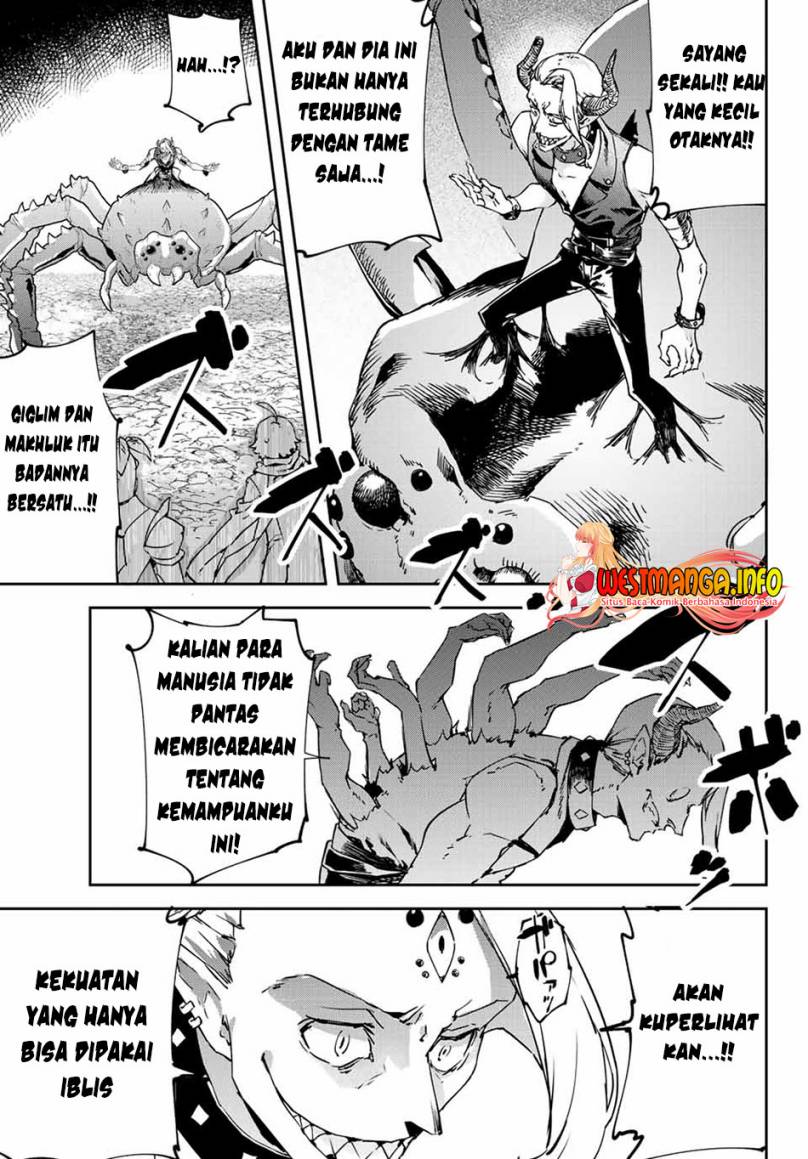 SAYANG
SEKALI!! KAU
YANG KECIL
OTAKNYA!!
AKU DAN DIA INI
BUKAN HANYA
TERHUBUNG
DENGAN TAME
SAJA...!
HAH...!?
GIGLIM DAN
MAKHLUK ITU
BADANNYA
BERSATU...!!
WESTMANGA.INFO
Situs Baca Komik Berbahasa Indonesia
KALIAN PARA
MANUSIA TIDAK
PANTAS
MEMBICARAKAN
TENTANG
KEMAMPUANKU
INI!
ボ
AKAN
KUPERLIHAT
KAN...!!
KEKUATAN
YANG HANYA
BISA DIPAKAI
IBLIS